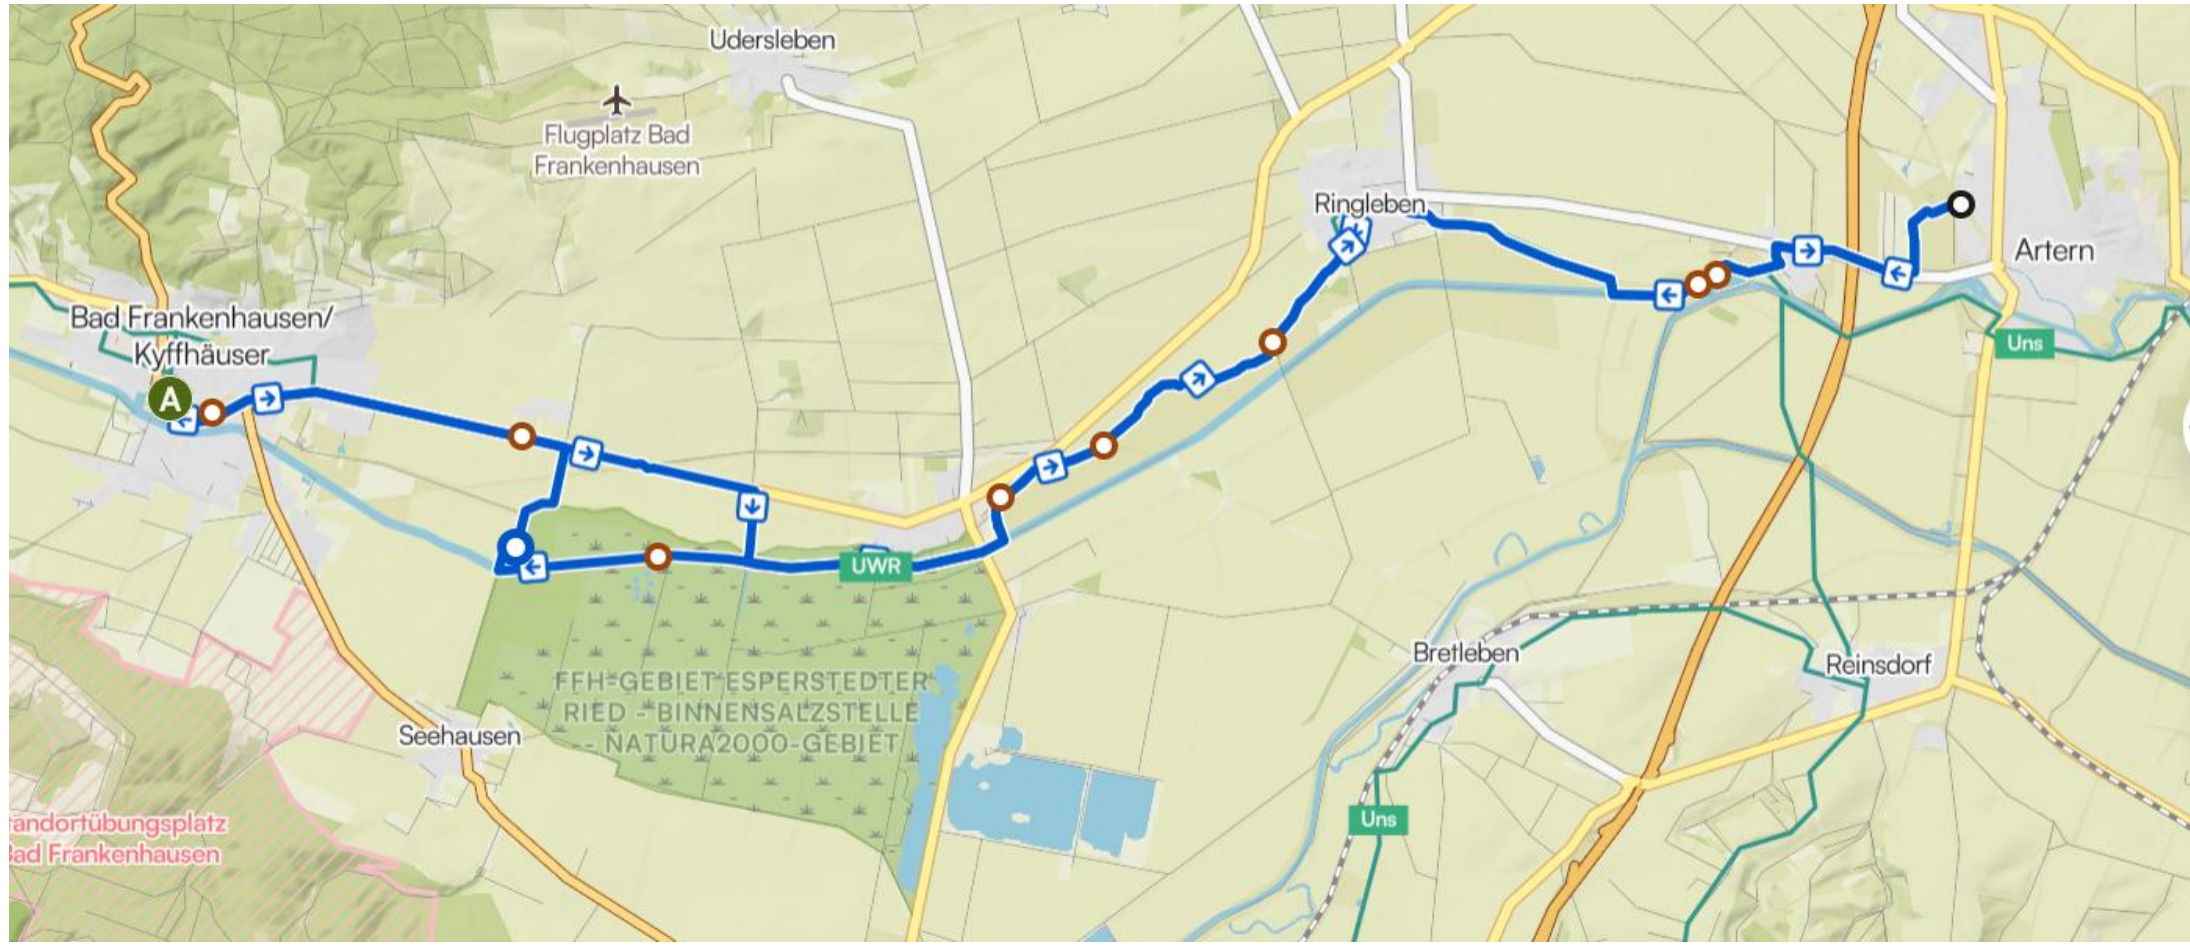 Udersleben
Flugplatz Bad
Frankenhausen
Ringleben
Artern
Bad Frankenhausen/
Kyffhäuser
A
Uns
UWR
Bretleben
Reinsdorf
FFH-GEBIET ESPERSTEDTER
RIED - BINNENSALZSTELLE
- NATURA2000-GEBIET
Seehausen
Uns
tandortübungsplatz
Bad Frankenhausen